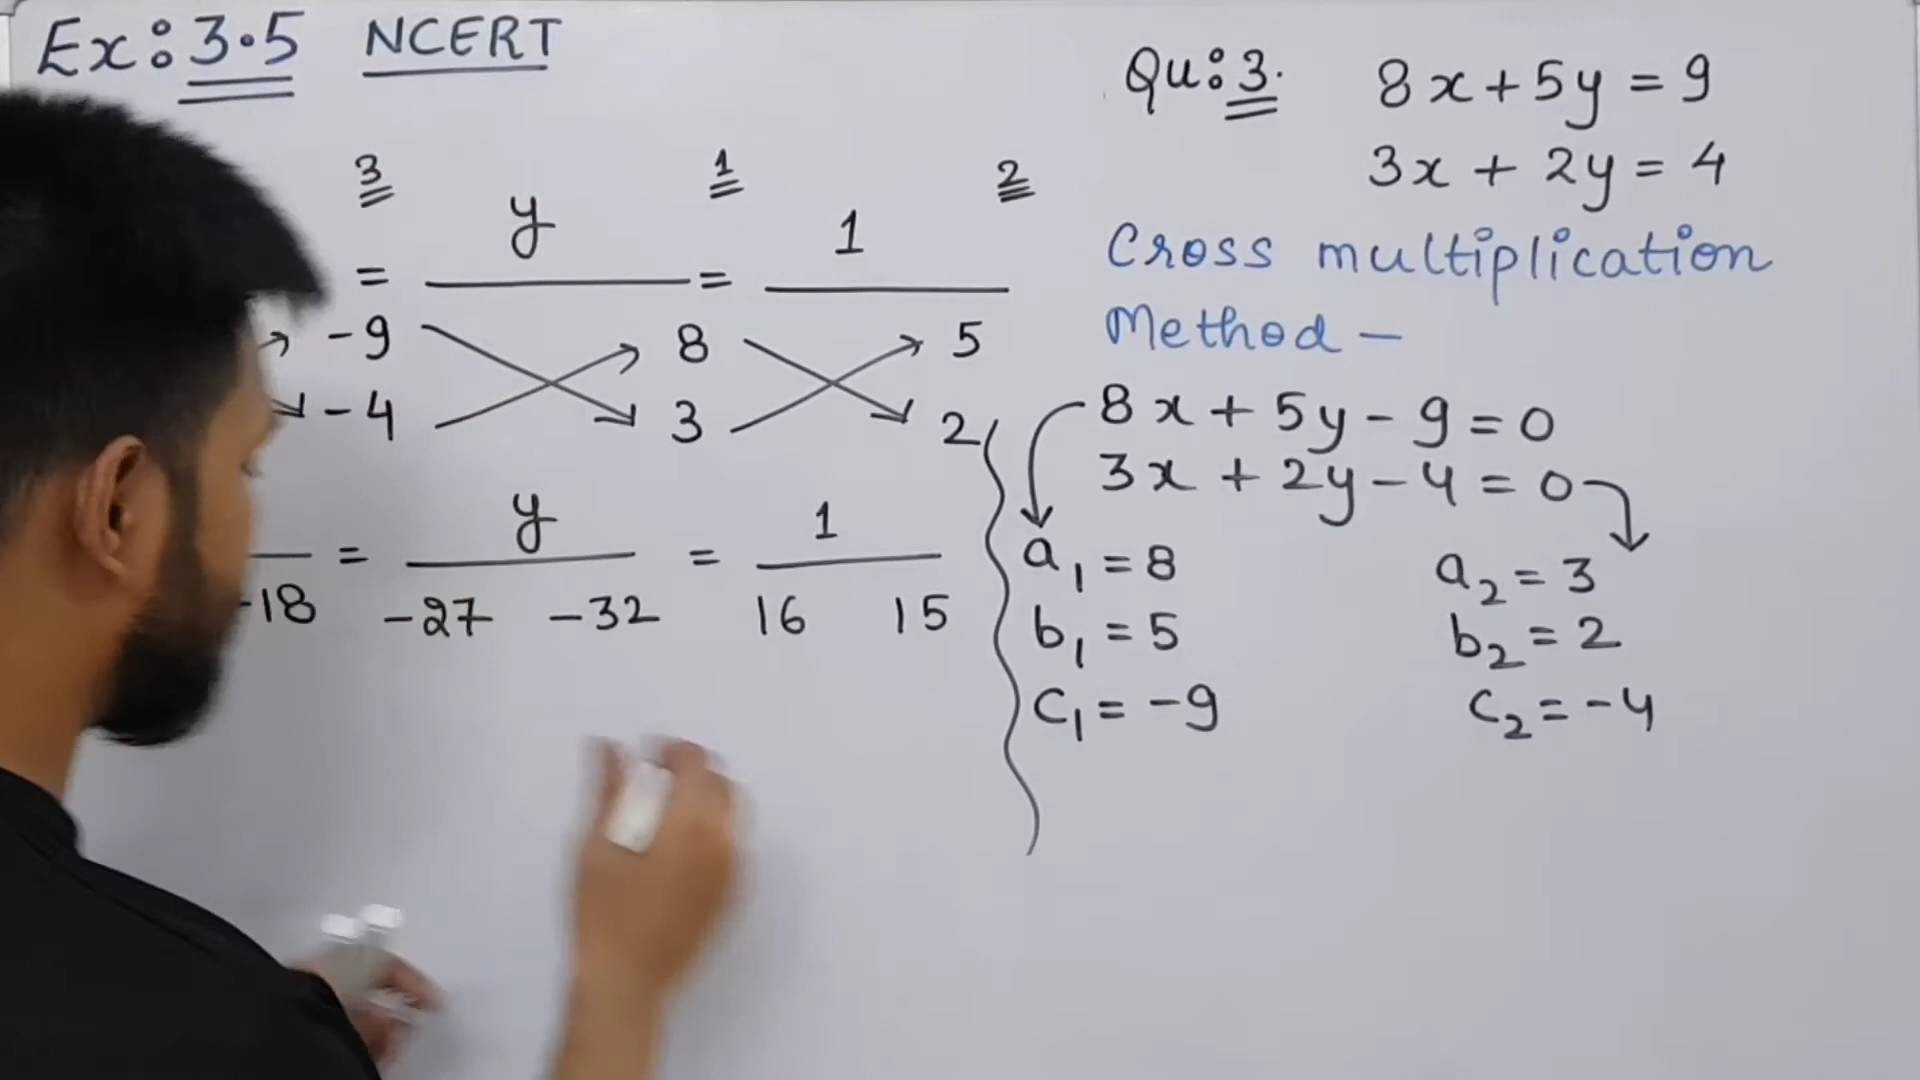 Ex: 3.5 NCERT
3 1 2
= y = 1
-9 8 5
-4 3 2
= y = 1
-18 -27 -32 16 15
Qu: 3. 8x + 5y = 9
3x + 2y = 4
Cross multiplication
Method -
8x + 5y - 9 = 0
3x + 2y - 4 = 0
a₁ = 8 a₂ = 3
b₁ = 5 b₂ = 2
c₁ = -9 c₂ = -4